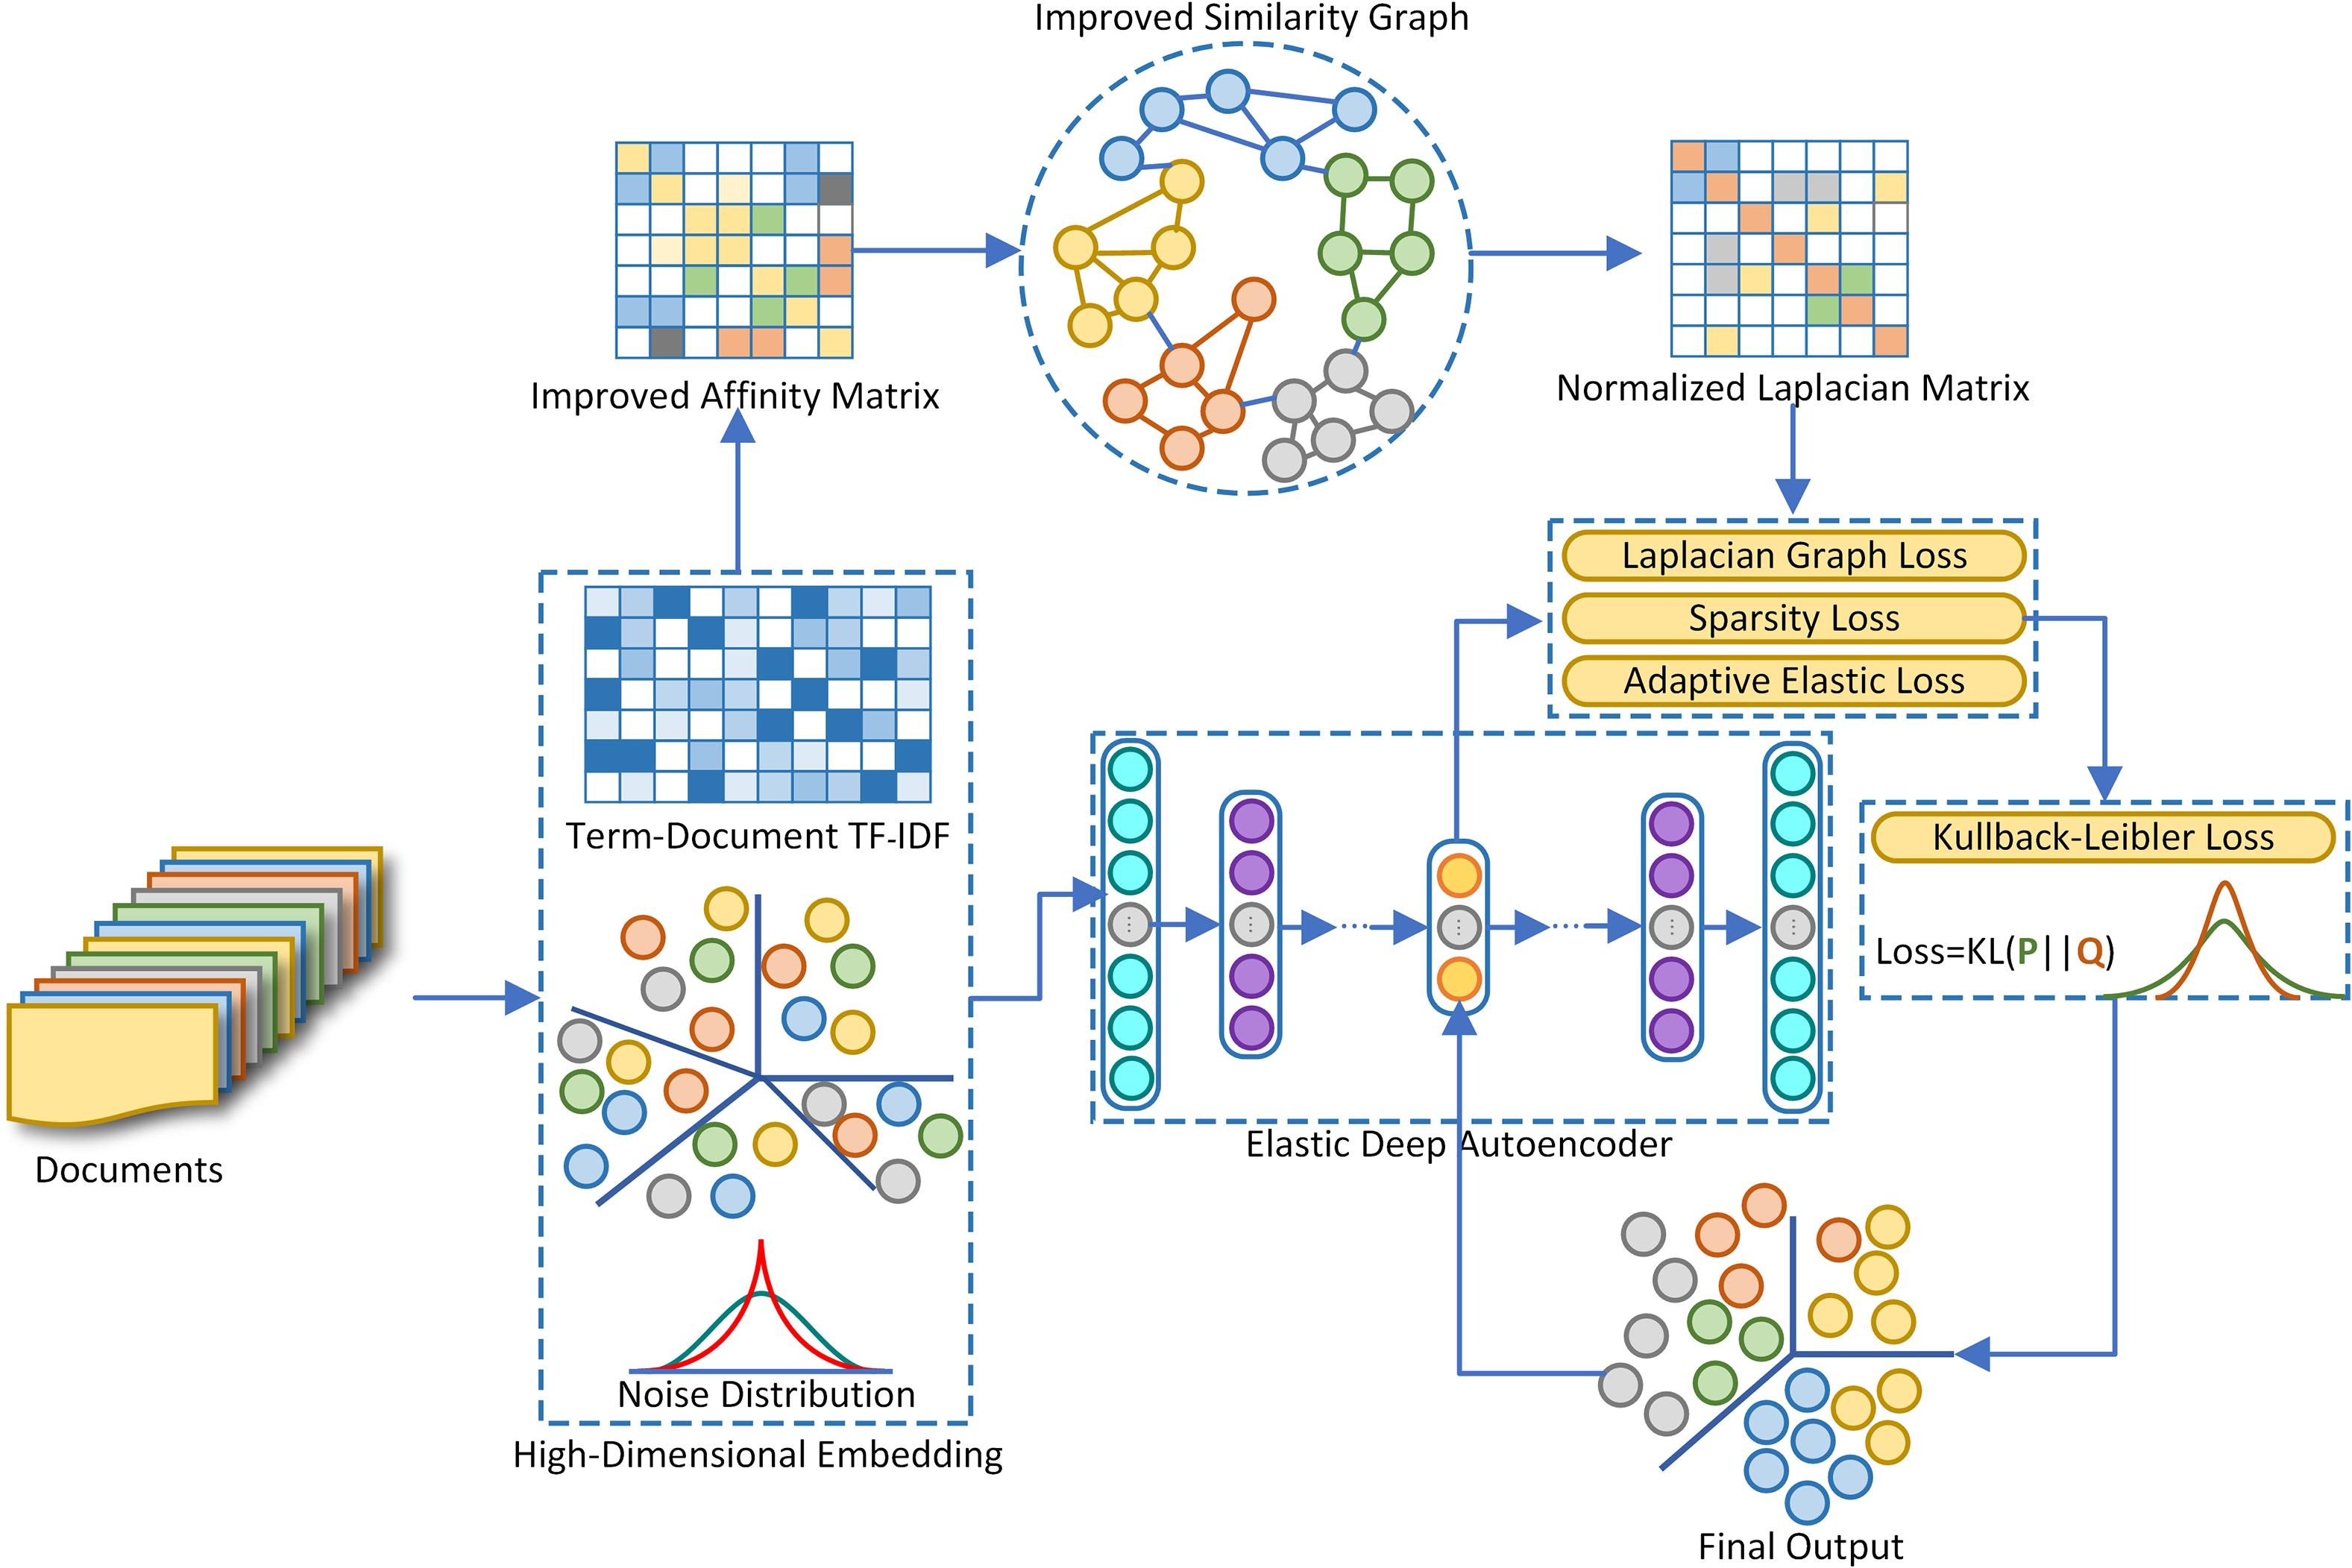 Improved Similarity Graph
Improved Affinity Matrix
Normalized Laplacian Matrix
Laplacian Graph Loss
Sparsity Loss
Adaptive Elastic Loss
Term-Document TF-IDF
Kullback-Leibler Loss
Loss=KL(P||Q)
Documents
Elastic Deep Autoencoder
Noise Distribution
High-Dimensional Embedding
Final Output